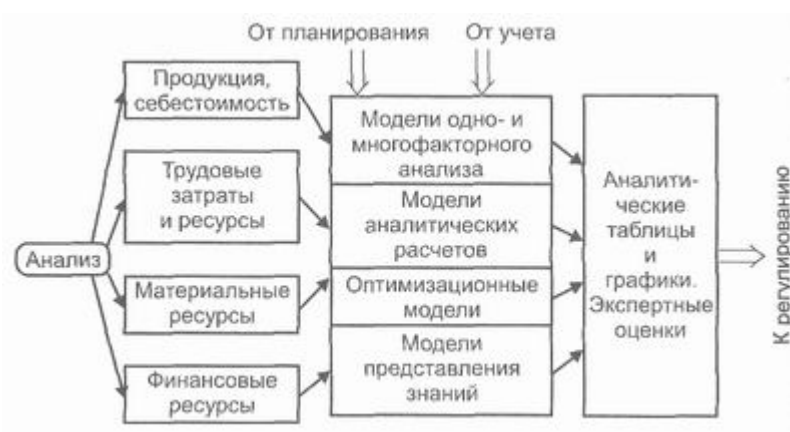 От планирования
От учета
Продукция,
себестоимость
Трудовые
затраты
и ресурсы
Анализ
Материальные
ресурсы
Финансовые
ресурсы
Модели одно- и
многофакторного
анализа
Модели
аналитических
расчетов
Оптимизационные
модели
Модели
представления
знаний
Аналити-
ческие
таблицы
и
графики.
Экспертные
оценки
К регулированию